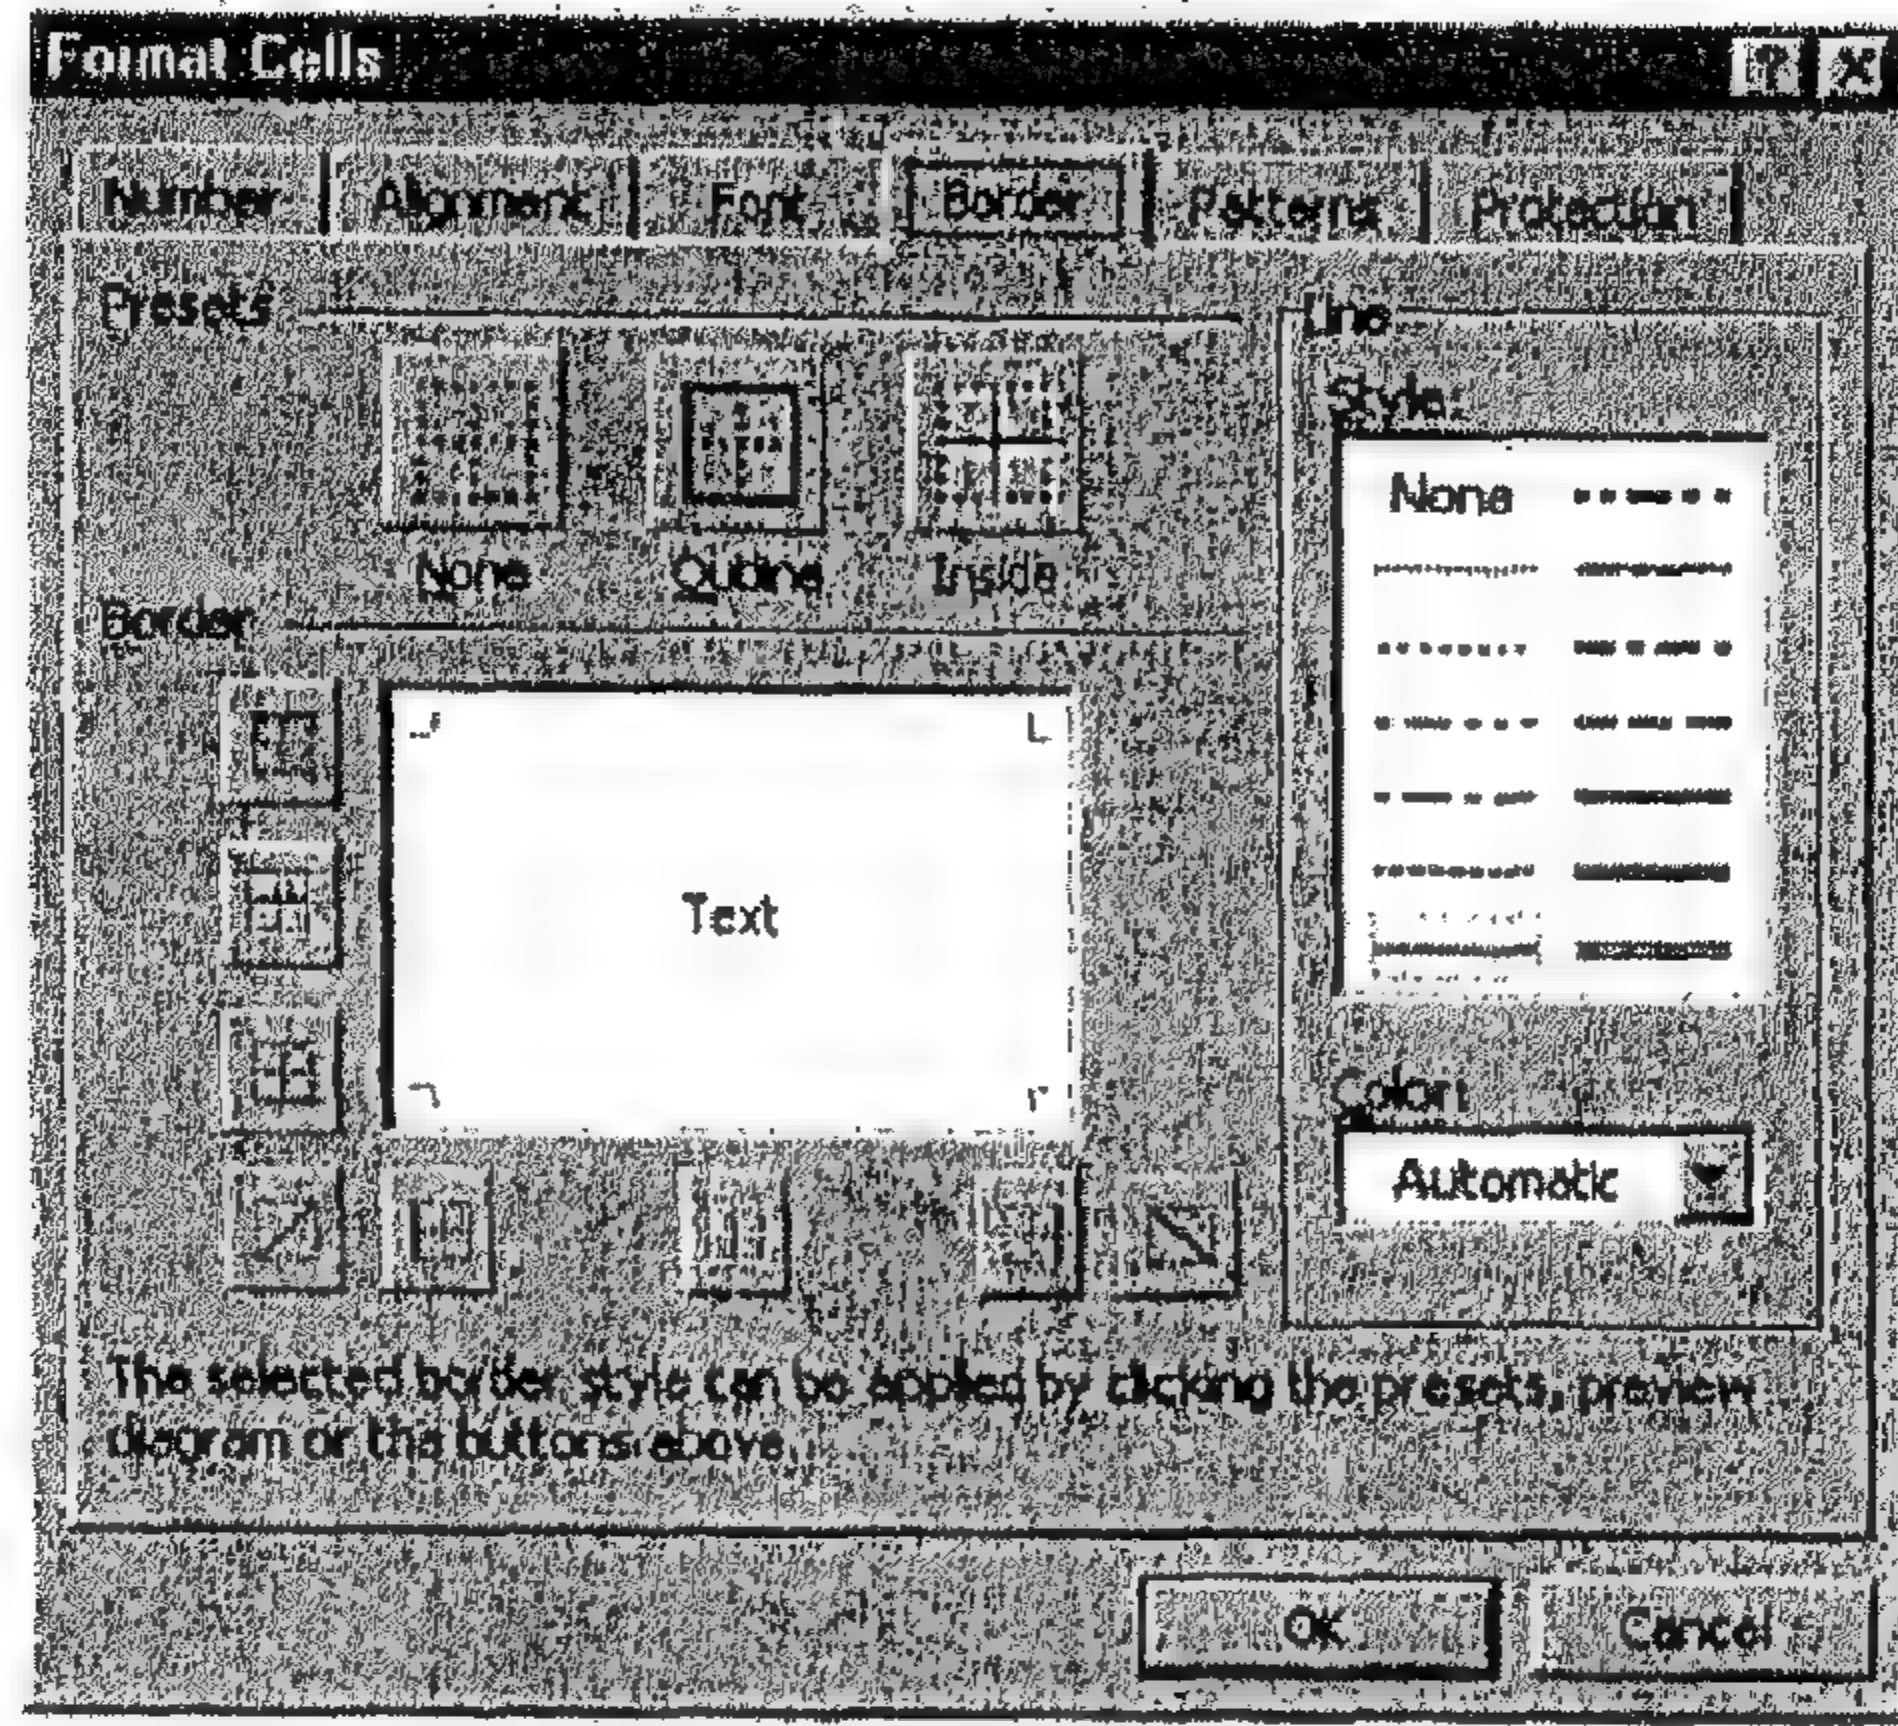 Format Cells
Number Alignment Font Border Patterns Protection
Presets
None Outline Inside
Border
Text
Line
Style:
None
Color:
Automatic
The selected border style can be applied by clicking the presets, preview
diagram or the buttons above.
OK Cancel